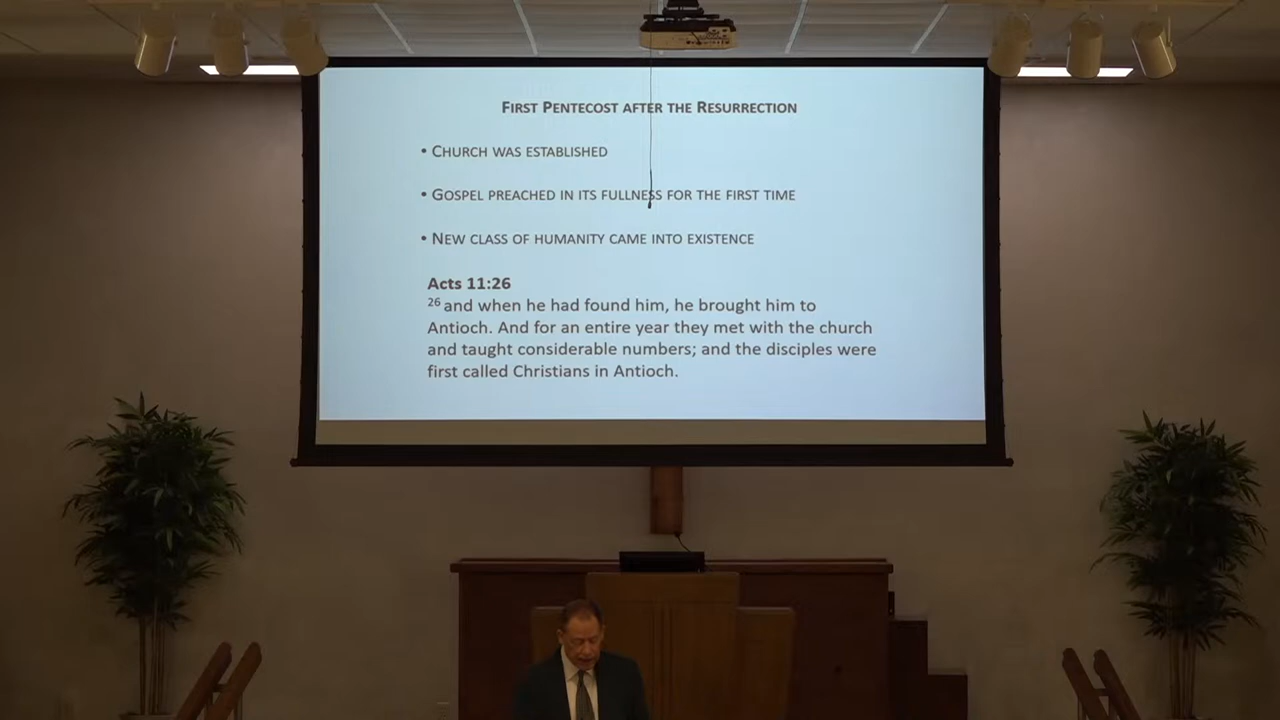 First Pentecost after the Resurrection
• Church was established
• Gospel preached in its fullness for the first time
• New class of humanity came into existence
Acts 11:26
26 and when he had found him, he brought him to
Antioch. And for an entire year they met with the church
and taught considerable numbers; and the disciples were
first called Christians in Antioch.